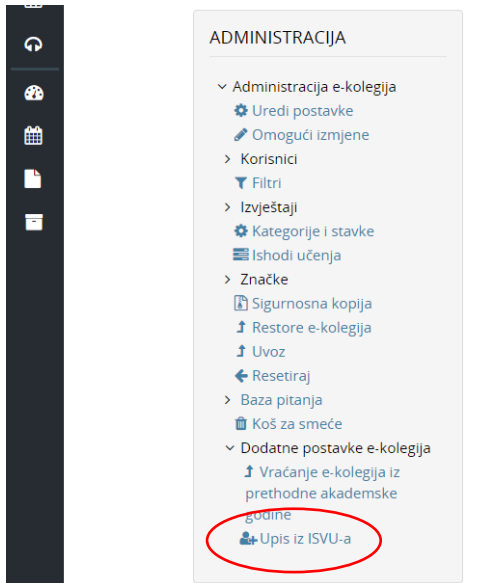 ADMINISTRACIJA
Administracija e-kolegija
Uredi postavke
Omogući izmjene
Korisnici
Filtri
Izvještaji
Kategorije i stavke
Ishodi učenja
Značke
Sigurnosna kopija
Restore e-kolegija
Uvoz
Resetiraj
Baza pitanja
Koš za smeće
Dodatne postavke e-kolegija
Vraćanje e-kolegija iz
prethodne akademske
godine
Upis iz ISVU-a